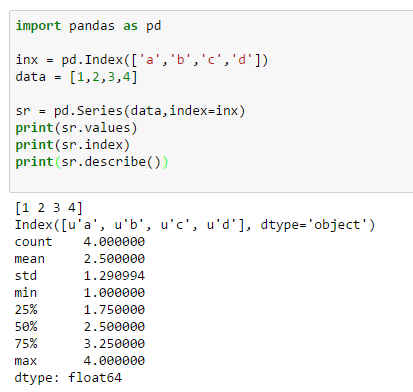 import pandas as pd
inx = pd.Index(['a','b','c','d'])
data = [1,2,3,4]
sr = pd.Series(data,index=inx)
print(sr.values)
print(sr.index)
print(sr.describe())
[1 2 3 4]
Index([u'a', u'b', u'c', u'd'], dtype='object')
count    4.000000
mean     2.500000
std      1.290994
min      1.000000
25%      1.750000
50%      2.500000
75%      3.250000
max      4.000000
dtype: float64